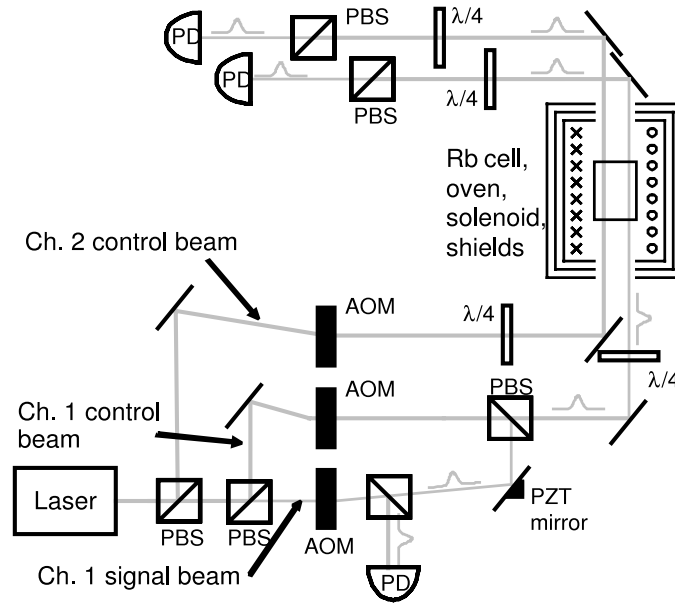 PBS
λ/4
PD
PD
λ/4
PBS
Rb cell,
oven,
solenoid,
shields
Ch. 2 control beam
AOM
λ/4
λ/4
AOM
PBS
Ch. 1 control
beam
Laser
PBS
PBS
AOM
PZT
mirror
Ch. 1 signal beam
PD